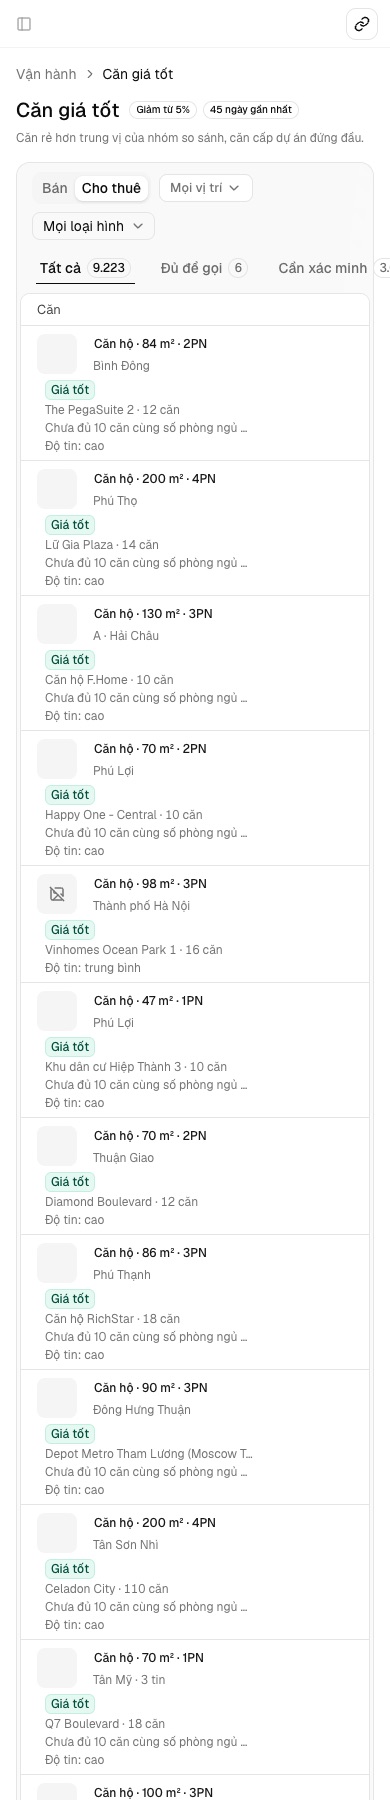 Vận hành > Căn giá tốt
Căn giá tốt Giảm từ 5% 45 ngày gần nhất
Căn rẻ hơn trung vị của nhóm so sánh, căn cấp dự án đứng đầu.
Bán Cho thuê Mọi vị trí
Mọi loại hình
Tất cả 9.223 Đủ để gọi 6 Cần xác minh 3.
Căn
Căn hộ · 84 m² · 2PN
Bình Đông
Giá tốt
The PegaSuite 2 · 12 căn
Chưa đủ 10 căn cùng số phòng ngủ ...
Độ tin: cao
Căn hộ · 200 m² · 4PN
Phú Thọ
Giá tốt
Lữ Gia Plaza · 14 căn
Chưa đủ 10 căn cùng số phòng ngủ ...
Độ tin: cao
Căn hộ · 130 m² · 3PN
A · Hải Châu
Giá tốt
Căn hộ F.Home · 10 căn
Chưa đủ 10 căn cùng số phòng ngủ ...
Độ tin: cao
Căn hộ · 70 m² · 2PN
Phú Lợi
Giá tốt
Happy One - Central · 10 căn
Chưa đủ 10 căn cùng số phòng ngủ ...
Độ tin: cao
Căn hộ · 98 m² · 3PN
Thành phố Hà Nội
Giá tốt
Vinhomes Ocean Park 1 · 16 căn
Độ tin: trung bình
Căn hộ · 47 m² · 1PN
Phú Lợi
Giá tốt
Khu dân cư Hiệp Thành 3 · 10 căn
Chưa đủ 10 căn cùng số phòng ngủ ...
Độ tin: cao
Căn hộ · 70 m² · 2PN
Thuận Giao
Giá tốt
Diamond Boulevard · 12 căn
Độ tin: cao
Căn hộ · 86 m² · 3PN
Phú Thạnh
Giá tốt
Căn hộ RichStar · 18 căn
Chưa đủ 10 căn cùng số phòng ngủ ...
Độ tin: cao
Căn hộ · 90 m² · 3PN
Đông Hưng Thuận
Giá tốt
Depot Metro Tham Lương (Moscow T...
Chưa đủ 10 căn cùng số phòng ngủ ...
Độ tin: cao
Căn hộ · 200 m² · 4PN
Tân Sơn Nhì
Giá tốt
Celadon City · 110 căn
Chưa đủ 10 căn cùng số phòng ngủ ...
Độ tin: cao
Căn hộ · 70 m² · 1PN
Tân Mỹ · 3 tin
Giá tốt
Q7 Boulevard · 18 căn
Chưa đủ 10 căn cùng số phòng ngủ ...
Độ tin: cao
Căn hộ · 100 m² · 3PN